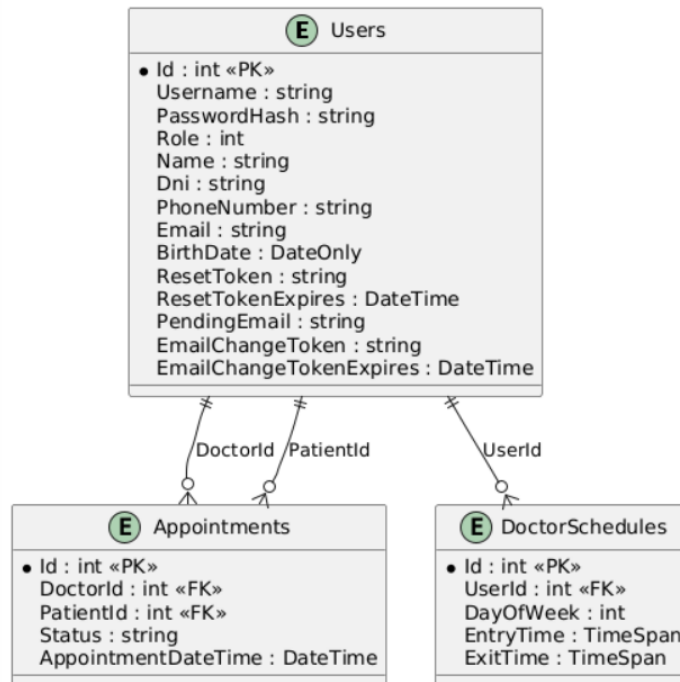 E Users
Id : int «PK»
Username : string
PasswordHash : string
Role : int
Name : string
Dni : string
PhoneNumber : string
Email : string
BirthDate : DateOnly
ResetToken : string
ResetTokenExpires : DateTime
PendingEmail : string
EmailChangeToken : string
EmailChangeTokenExpires : DateTime
DoctorId
PatientId
UserId
E Appointments
Id : int «PK»
DoctorId : int «FK»
PatientId : int «FK»
Status : string
AppointmentDateTime : DateTime
E DoctorSchedules
Id : int «PK»
UserId : int «FK»
DayOfWeek : int
EntryTime : TimeSpan
ExitTime : TimeSpan